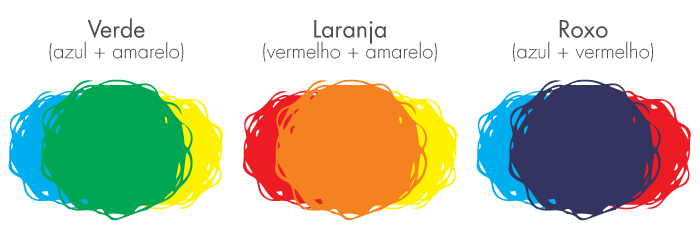 Verde
(azul + amarelo)
Laranja
(vermelho + amarelo)
Roxo
(azul + vermelho)